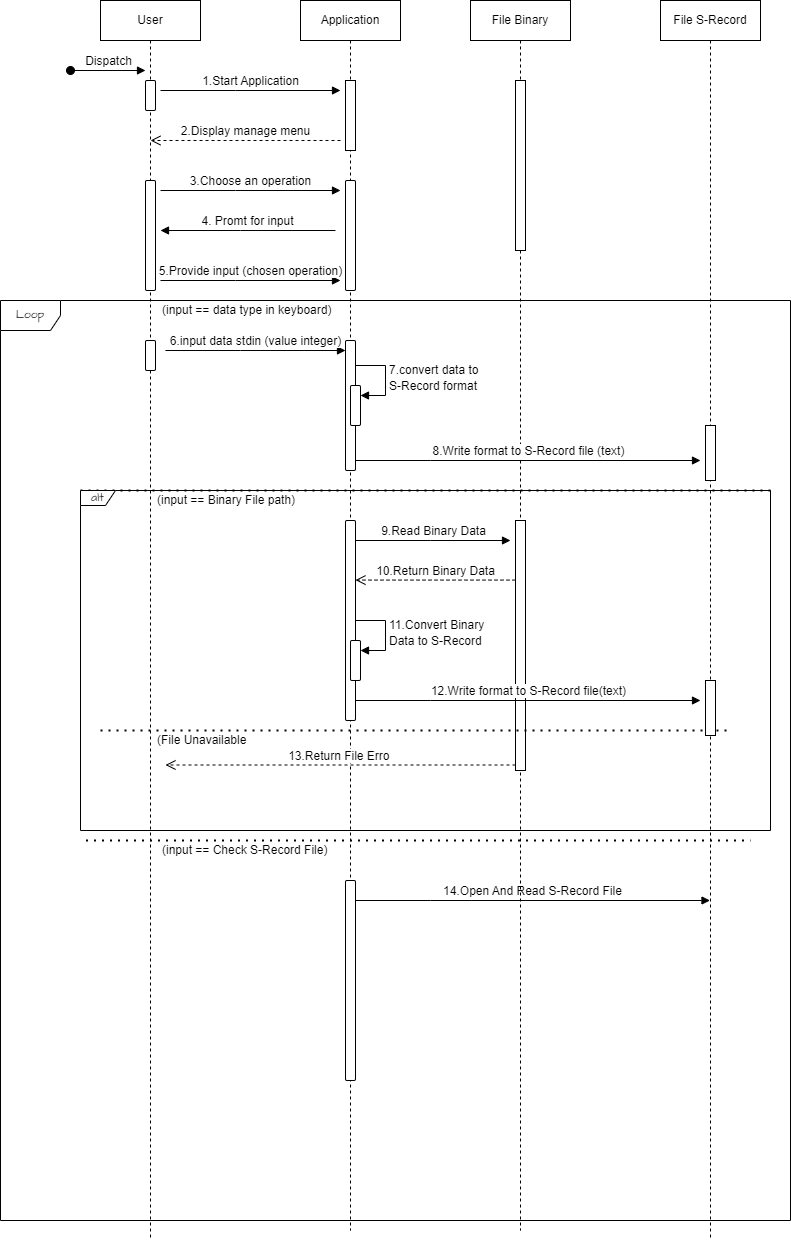 User
Application
File Binary
File S-Record
Dispatch
1.Start Application
2.Display manage menu
3.Choose an operation
4. Promt for input
5.Provide input (chosen operation)
Loop
(input == data type in keyboard)
6.input data stdin (value integer)
7.convert data to
S-Record format
8.Write format to S-Record file (text)
alt
(input == Binary File path)
9.Read Binary Data
10.Return Binary Data
11.Convert Binary
Data to S-Record
12.Write format to S-Record file(text)
(File Unavailable
13.Return File Erro
(input == Check S-Record File)
14.Open And Read S-Record File